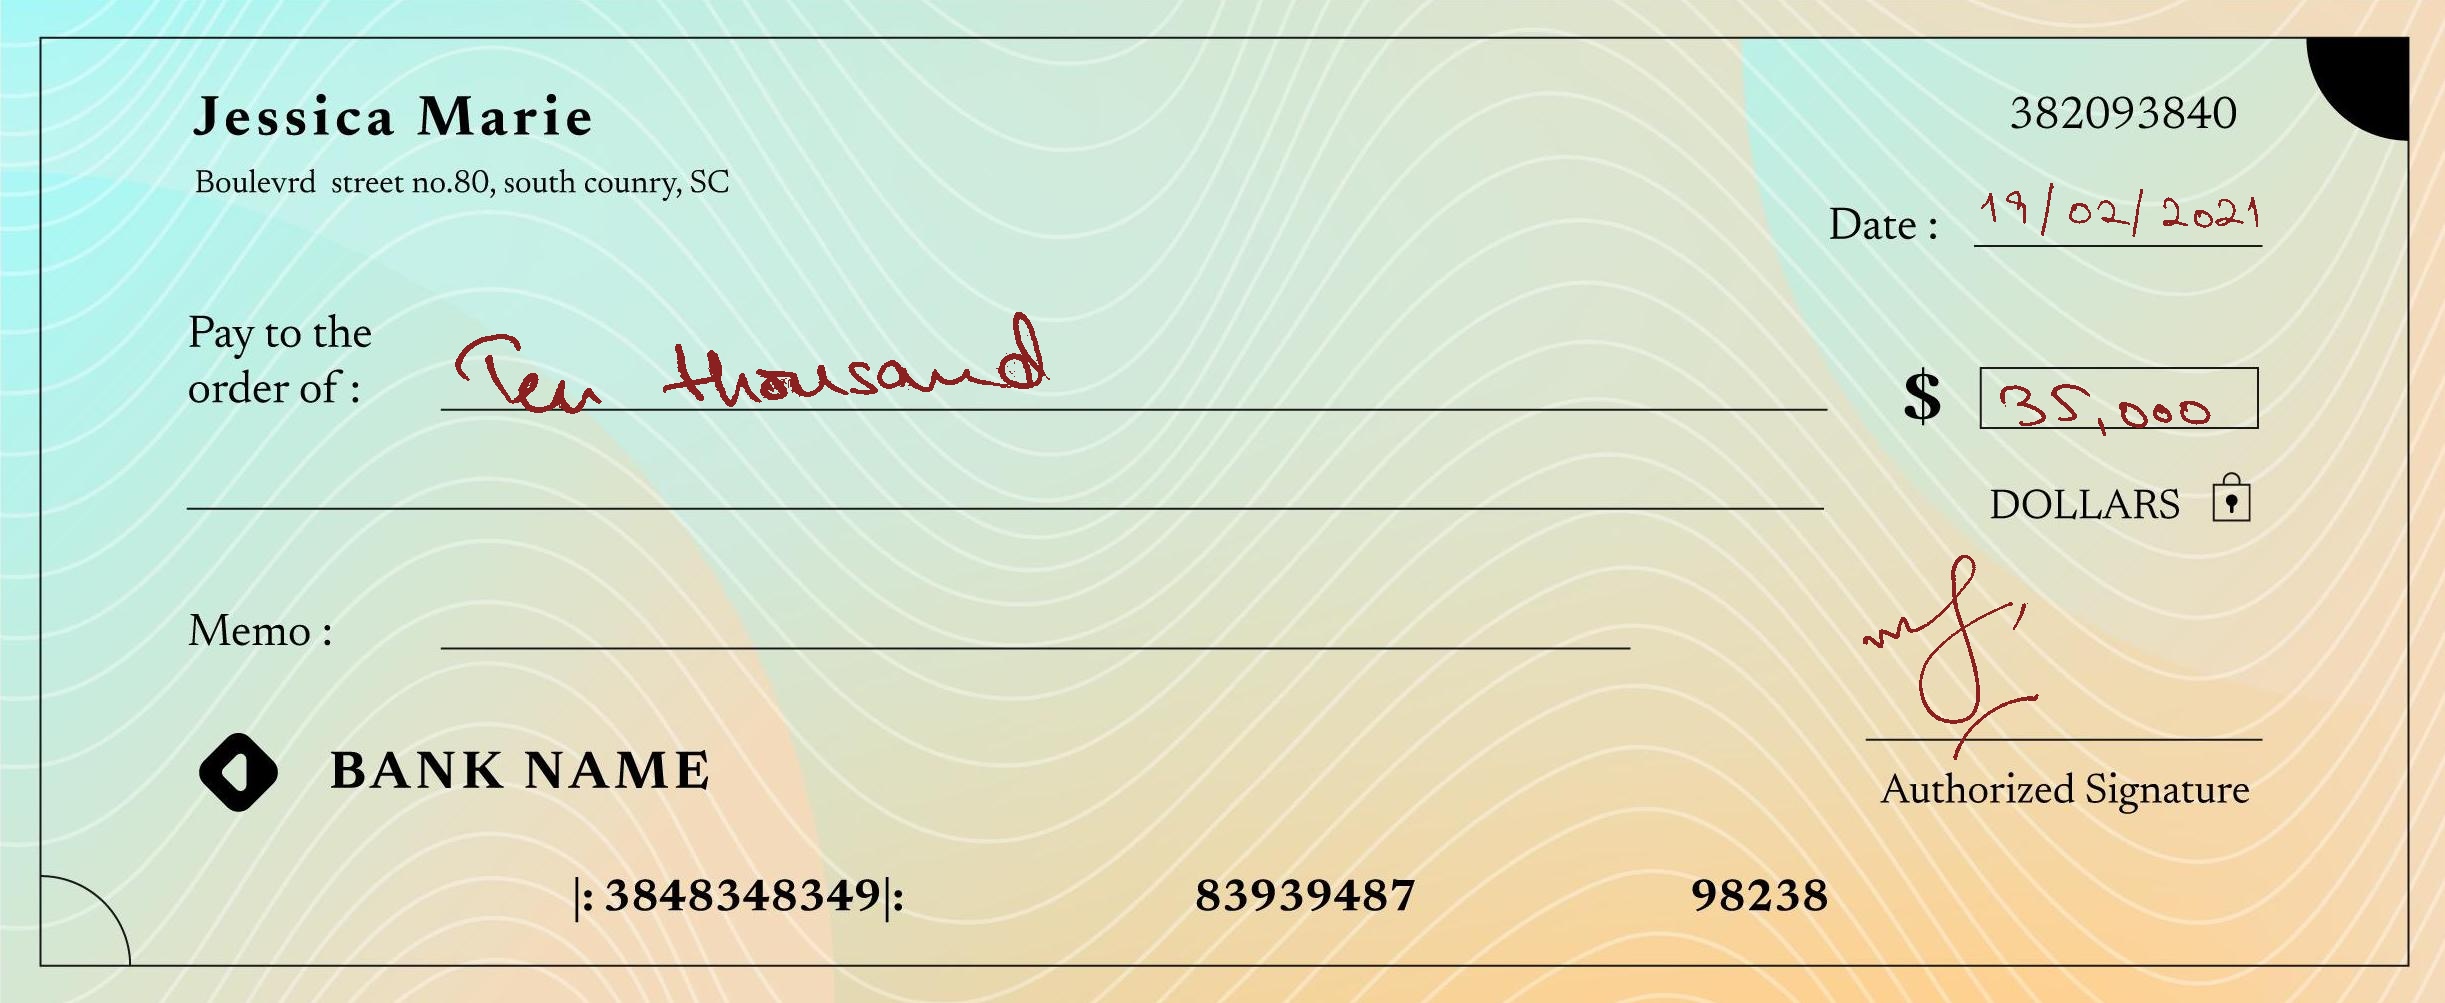 Jessica Marie
382093840
Boulevrd street no.80, south counry, SC
Date : 19/02/2021
Pay to the
order of : Ten thousand
$ 35,000
DOLLARS
Memo :
BANK NAME
Authorized Signature
|: 3848348349|: 83939487 98238